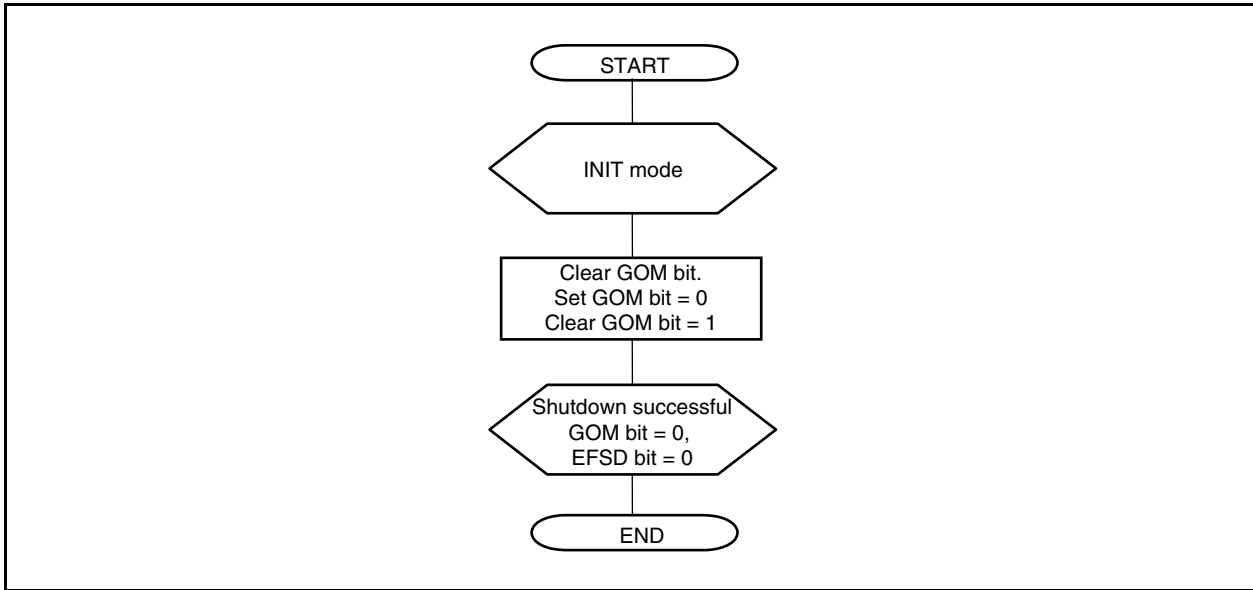 START
INIT mode
Clear GOM bit.
Set GOM bit = 0
Clear GOM bit = 1
Shutdown successful
GOM bit = 0,
EFSD bit = 0
END